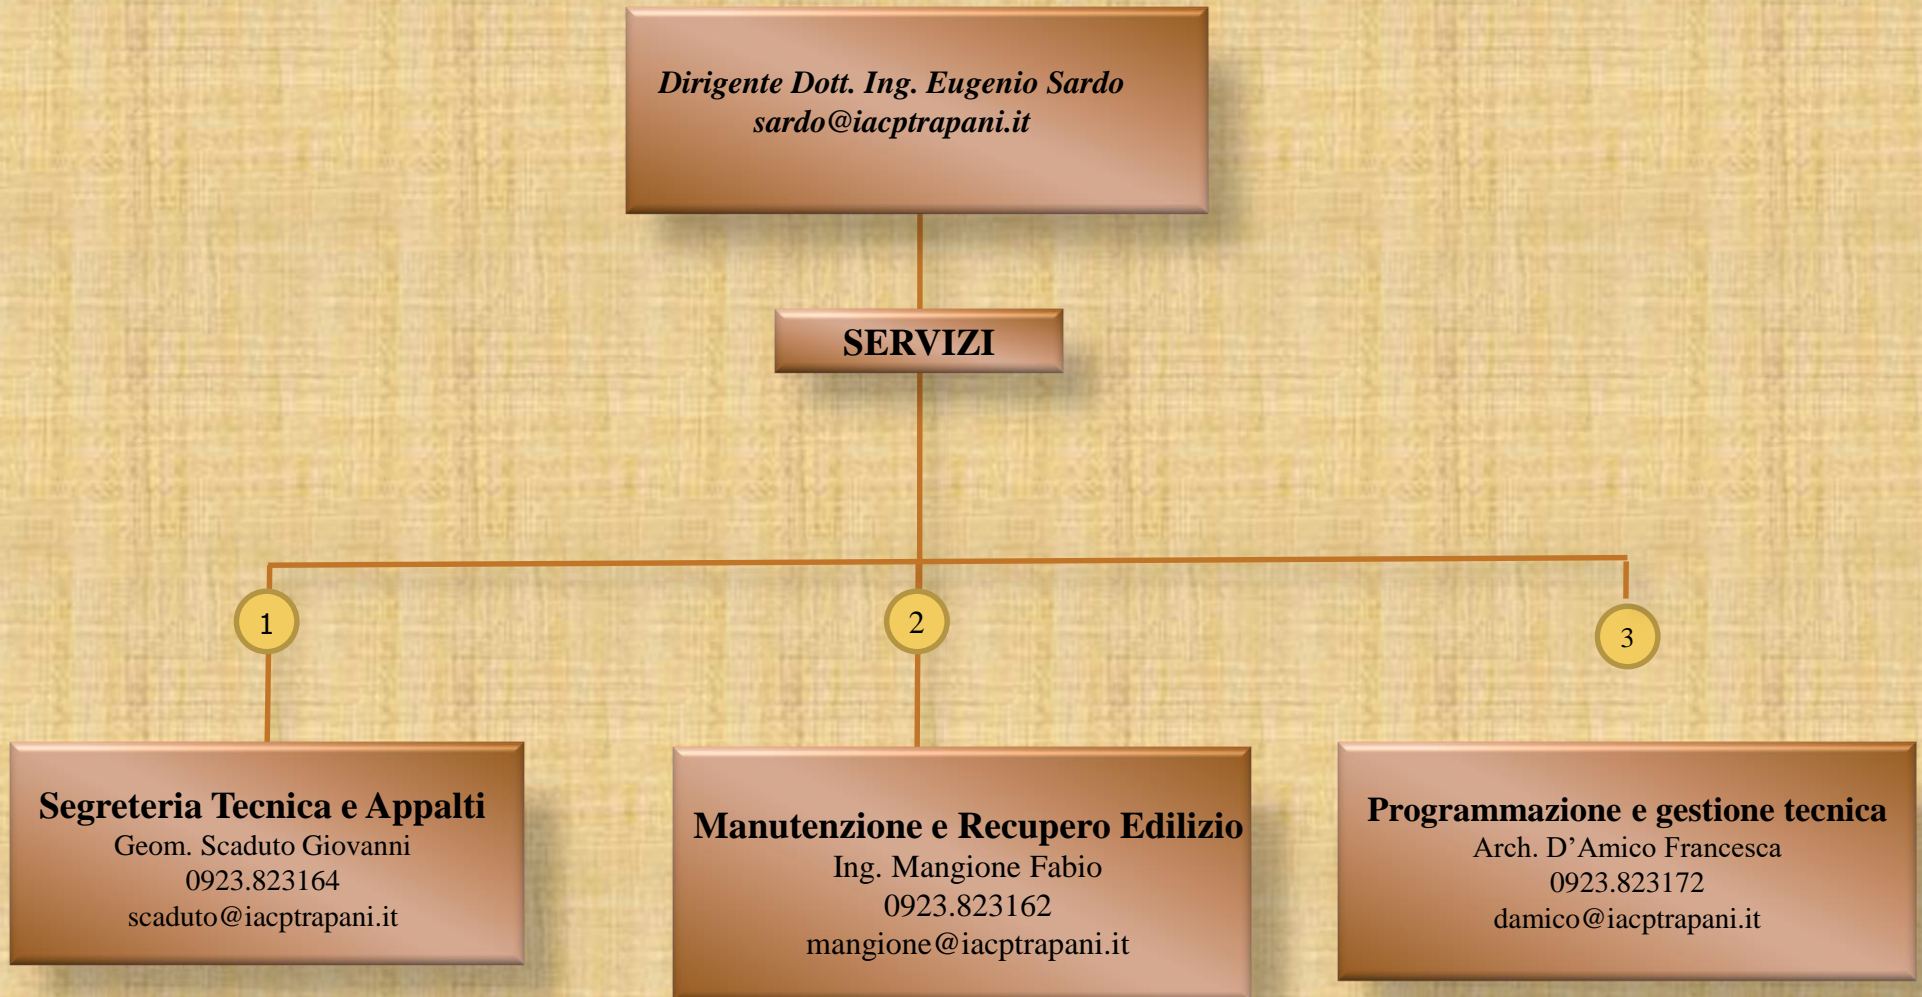 Dirigente Dott. Ing. Eugenio Sardo
sardo@iacptrapani.it
SERVIZI
1
2
3
Segreteria Tecnica e Appalti
Geom. Scaduto Giovanni
0923.823164
scaduto@iacptrapani.it
Manutenzione e Recupero Edilizio
Ing. Mangione Fabio
0923.823162
mangione@iacptrapani.it
Programmazione e gestione tecnica
Arch. D’Amico Francesca
0923.823172
damico@iacptrapani.it